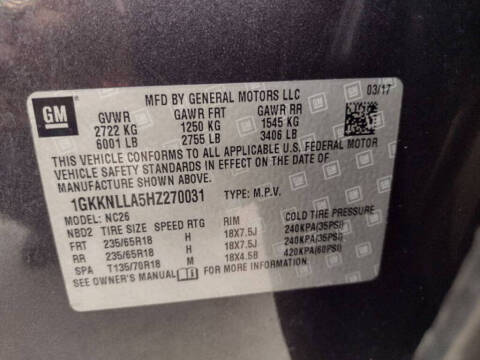 GM
MFD BY GENERAL MOTORS LLC 03/17
GVWR GAWR FRT GAWR RR
2722 KG 1250 KG 1545 KG
6001 LB 2755 LB 3406 LB
THIS VEHICLE CONFORMS TO ALL APPLICABLE U.S. FEDERAL MOTOR
VEHICLE SAFETY STANDARDS IN EFFECT ON THE DATE OF
MANUFACTURE SHOWN ABOVE.
1GKKNLLA5HZ270031 TYPE: M.P.V.
MODEL: NC26
NBD2 TIRE SIZE SPEED RTG RIM COLD TIRE PRESSURE
FRT 235/65R18 H 18X7.5J 240KPA(35PSI)
RR 235/65R18 H 18X7.5J 240KPA(35PSI)
SPA T135/70R18 M 18X4.5B 420KPA(60PSI)
SEE OWNER'S MANUAL FOR MORE INFORMATION.